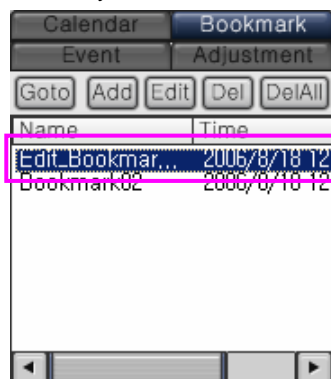 Calendar Bookmark
Event Adjustment
Goto Add Edit Del DelAll
Name Time
Edit_Bookmar... 2006/8/18 12
Bookmark02 2006/8/18 12